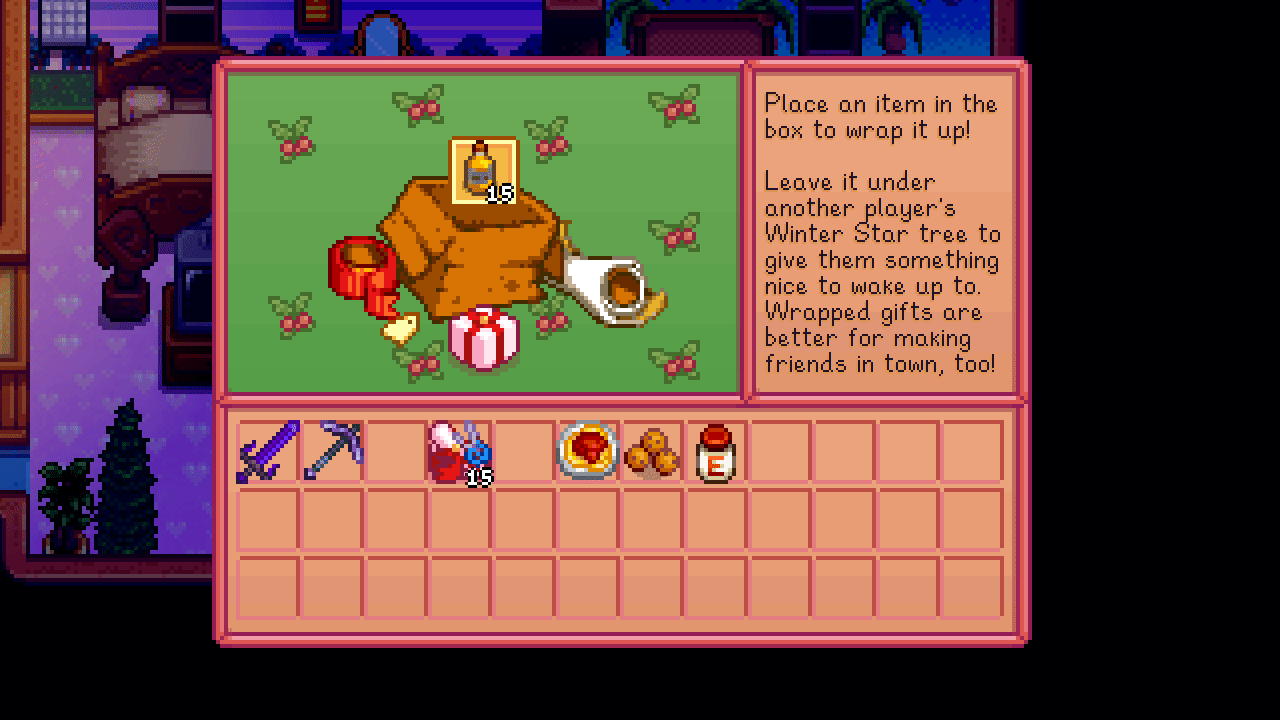 Place an item in the
box to wrap it up!
Leave it under
another player's
Winter Star tree to
give them something
nice to wake up to.
Wrapped gifts are
better for making
friends in town, too!
15
15
E